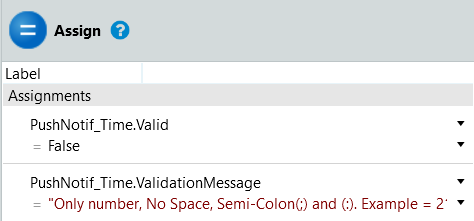 Assign ?
Label
Assignments
PushNotif_Time.Valid
= False
PushNotif_Time.ValidationMessage
= "Only number, No Space, Semi-Colon(;) and (:). Example = 2